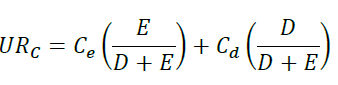 UR_C = C_e (E / (D + E)) + C_d (D / (D + E))